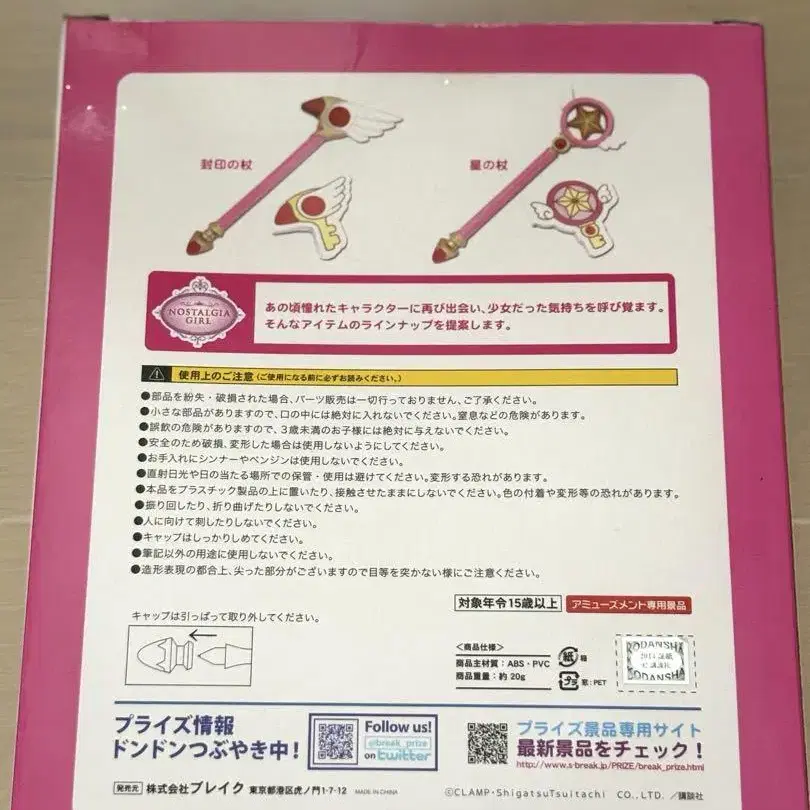 封印の杖
星の杖
NOSTALGIA
GIRL
あの頃憧れたキャラクターに再び出会い、少女だった気持ちを呼び覚ます。
そんなアイテムのラインナップを提案します。
使用上のご注意(ご使用になる前に必ずお読みください。)
●部品を紛失・破損された場合、パーツ販売は一切行っておりません、ご了承ください。
●小さな部品がありますので、口の中には絶対に入れないでください。窒息などの危険があります。
●誤飲の危険がありますので、3歳未満のお子様には絶対に与えないでください。
●安全のため破損、変形した場合は使用しないようにしてください。
●お手入れにシンナーやベンジンは使用しないでください。
●直射日光や日の当たる場所での保管・使用は避けてください。変形する恐れがあります。
●本品をプラスチック製品の上に置いたり、接触させたままにしないでください。色の付着や変形等の恐れがあります。
●振り回したり、折り曲げたりしないでください。
●人に向けて刺したりしないでください。
●キャップはしっかりしめてください。
●筆記以外の用途に使用しないでください。
●造形表現の都合上、尖った部分がございますので目等を突かない様にご注意ください。
対象年令15歳以上
アミューズメント専用景品
キャップは引っぱって取り外してください。
<商品仕様>
商品主材質:ABS・PVC
商品重量:約20g
紙 箱
プラ 窓:PET
KODANSHA
KODANSHA
プライズ情報
ドンドンつぶやき中!
Follow us!
@break_prize
on twitter
プライズ景品専用サイト
最新景品をチェック!
http://www.s-break.jp/PRIZE/break_prize.html
発売元 株式会社ブレイク 東京都港区虎ノ門1-7-12 MADE IN CHINA
©CLAMP・ShigatsuTsuitachi CO.,LTD.／講談社